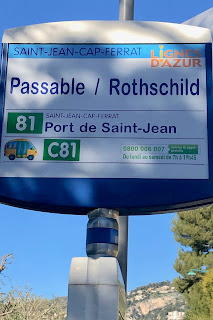 SAINT-JEAN-CAP-FERRAT
LIGNES
D'AZUR
Passable / Rothschild
81
SAINT-JEAN-CAP-FERRAT
Port de Saint-Jean
C81
0800 006 007
Du lundi au samedi de 7h à 19h45